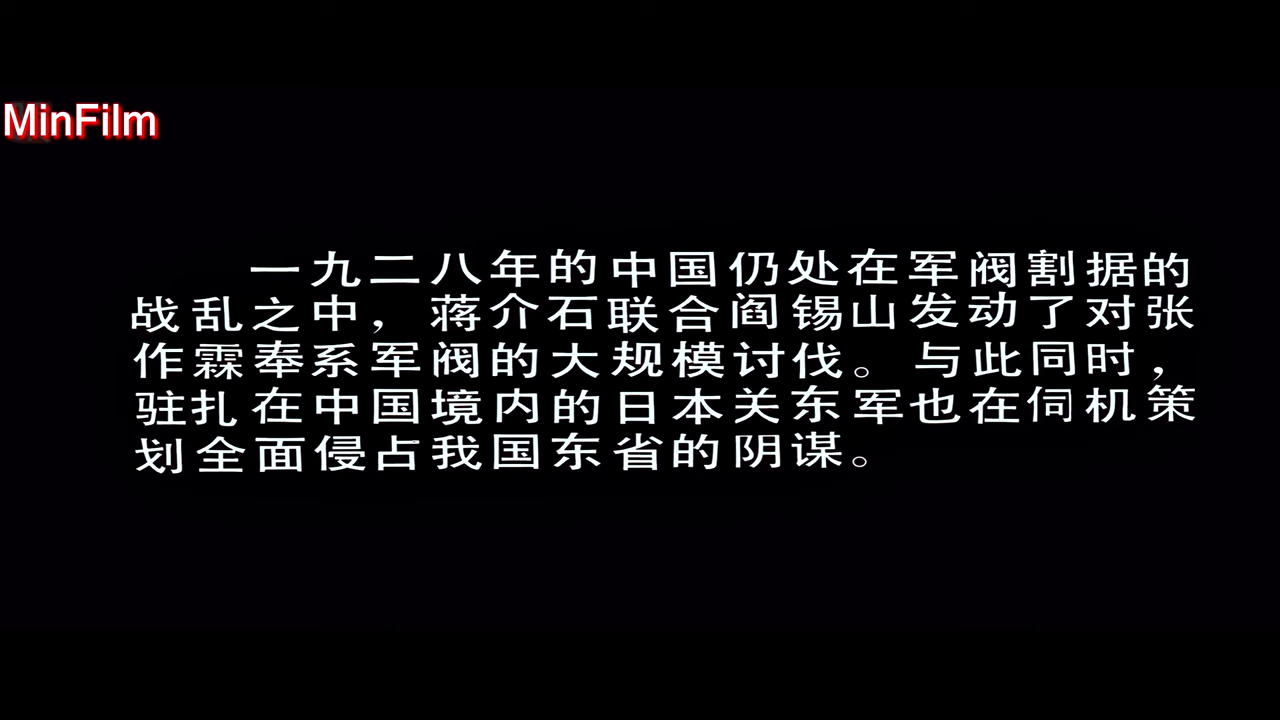 MinFilm
一九二八年的中国仍处在军阀割据的
战乱之中，蒋介石联合阎锡山发动了对张
作霖奉系军阀的大规模讨伐。与此同时，
驻扎在中国境内的日本关东军也在伺机策
划全面侵占我国东省的阴谋。